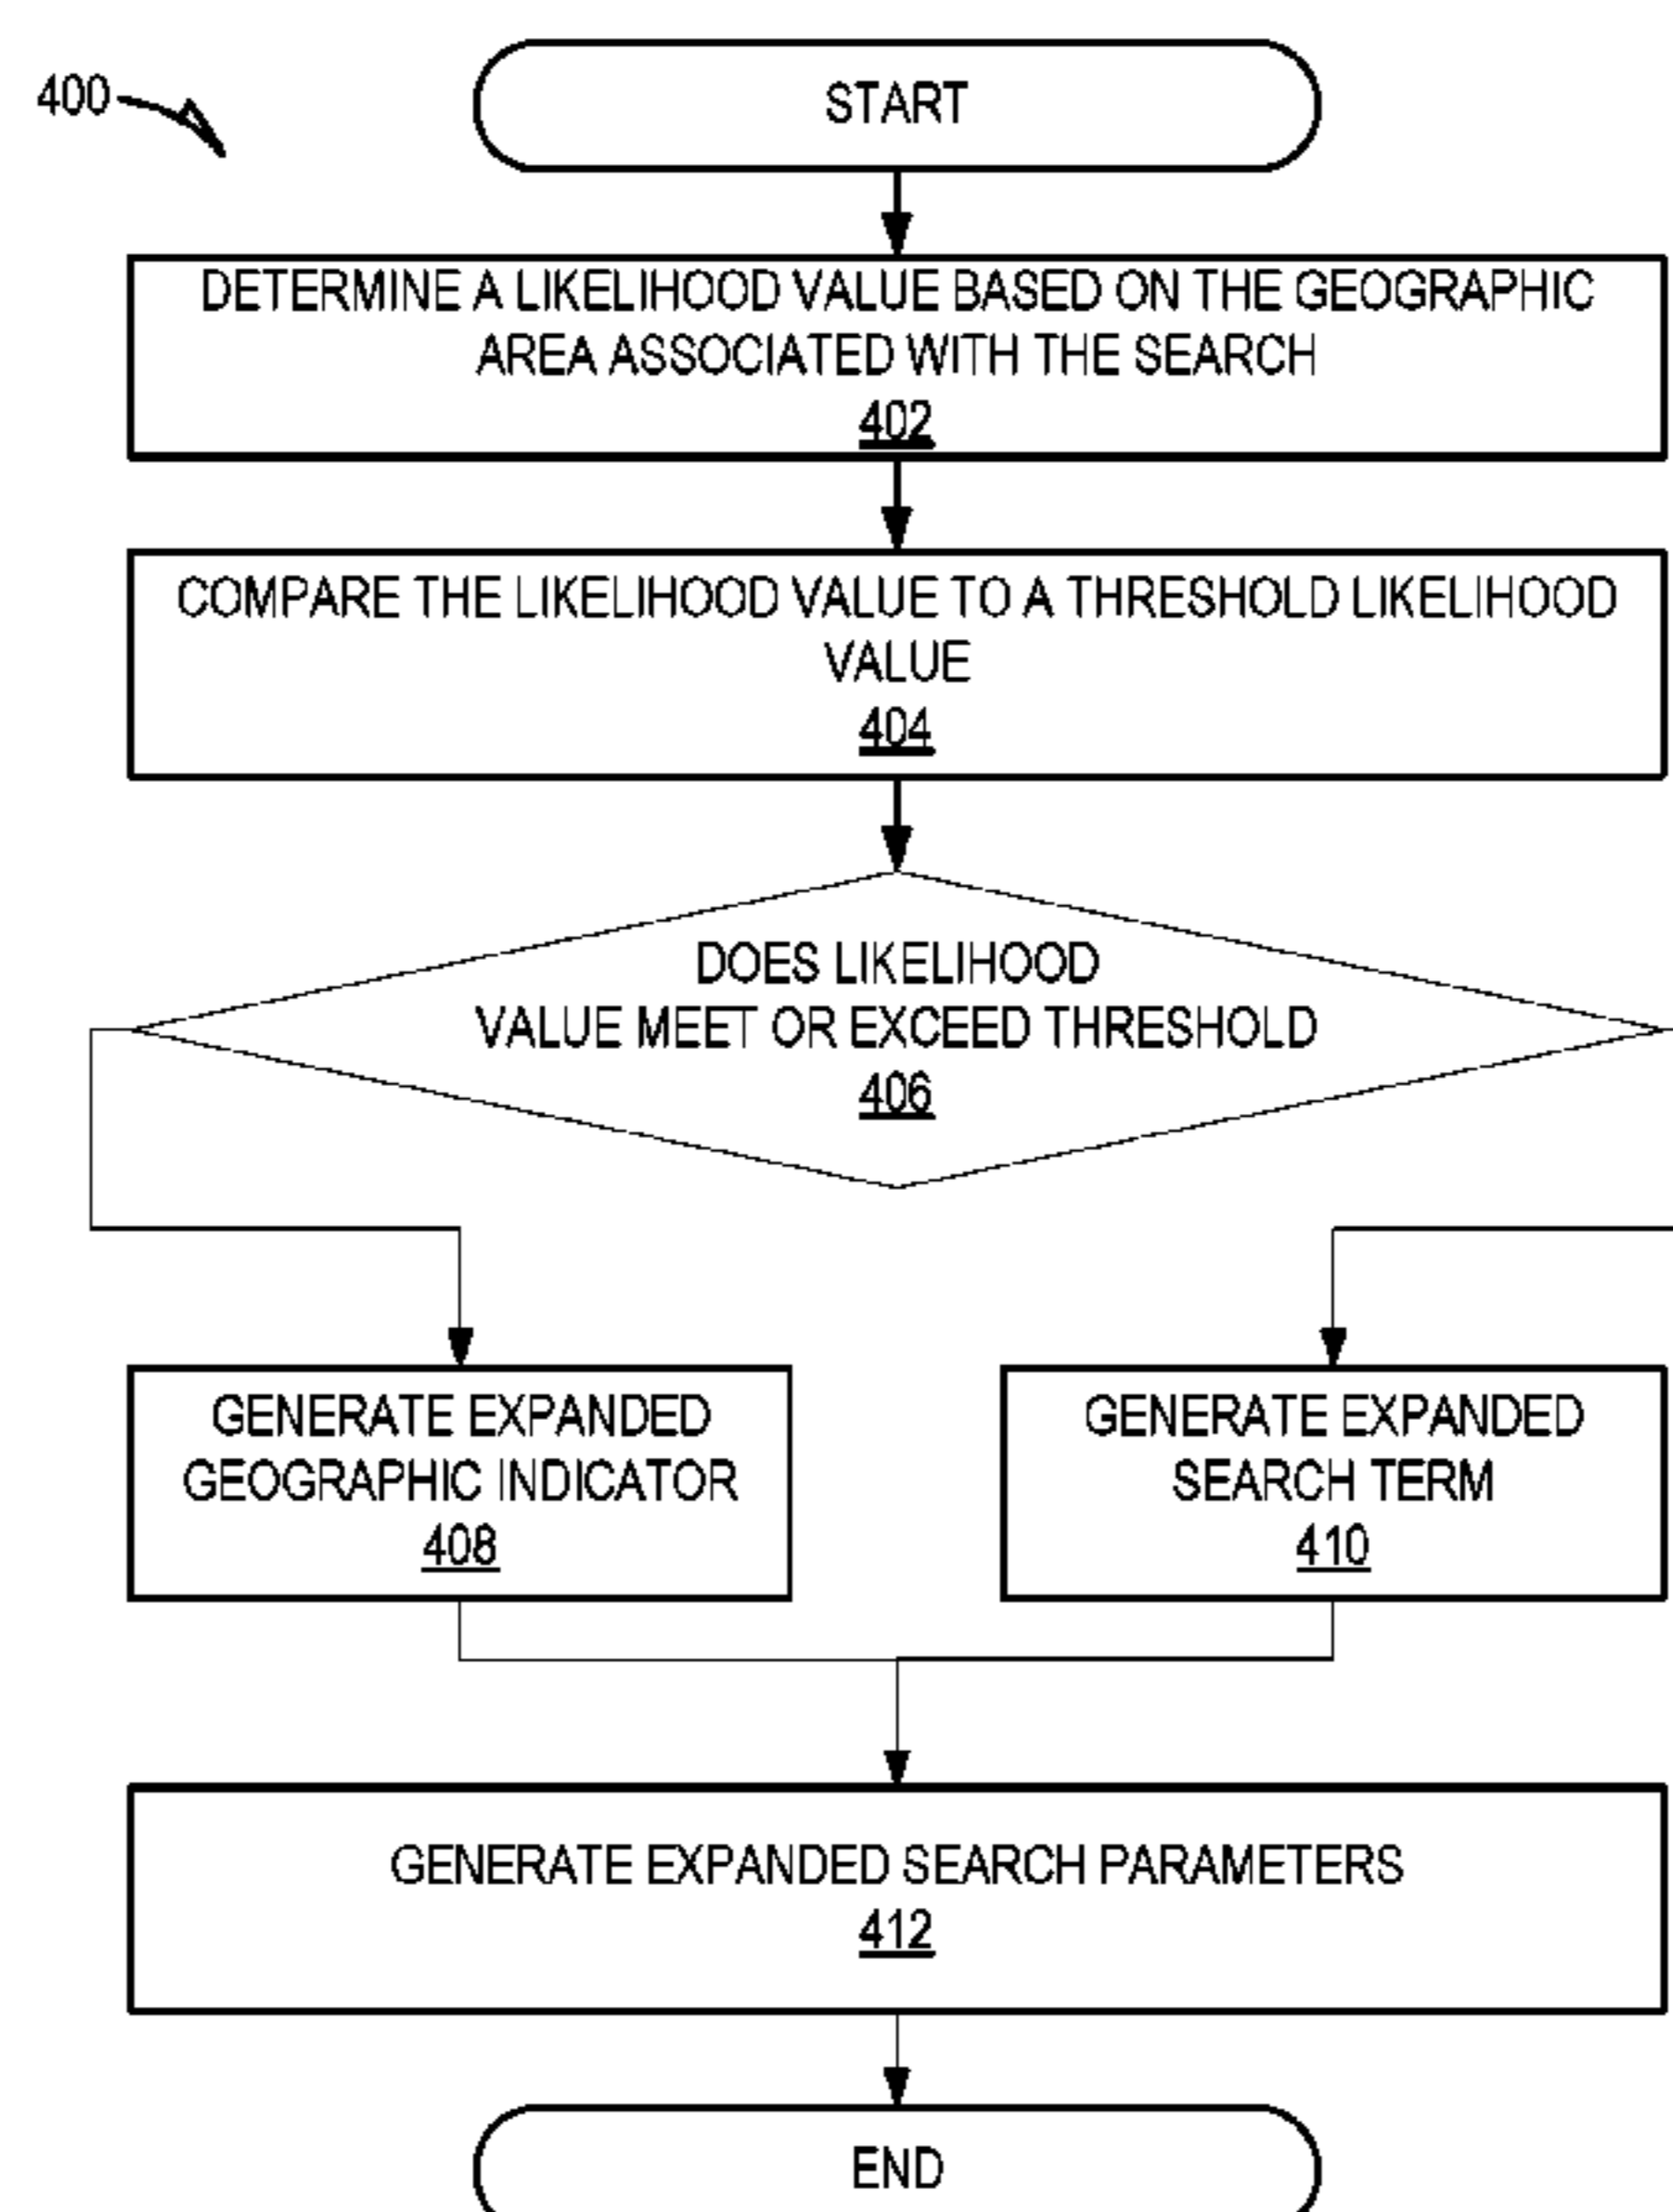 400
START
DETERMINE A LIKELIHOOD VALUE BASED ON THE GEOGRAPHIC
AREA ASSOCIATED WITH THE SEARCH
402
COMPARE THE LIKELIHOOD VALUE TO A THRESHOLD LIKELIHOOD
VALUE
404
DOES LIKELIHOOD
VALUE MEET OR EXCEED THRESHOLD
406
GENERATE EXPANDED
GEOGRAPHIC INDICATOR
408
GENERATE EXPANDED
SEARCH TERM
410
GENERATE EXPANDED SEARCH PARAMETERS
412
END